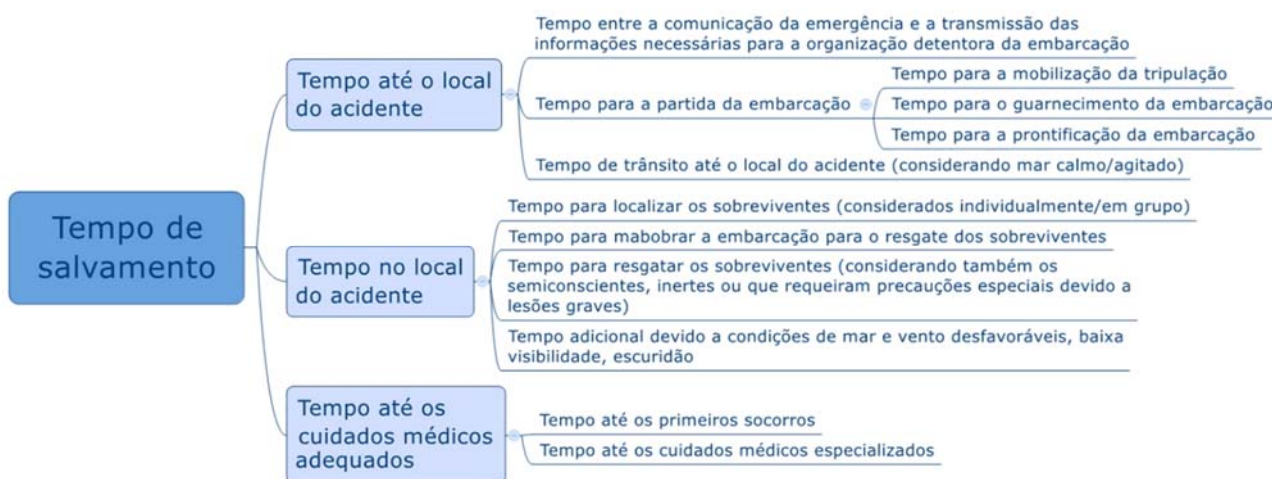 Tempo de
salvamento
Tempo até o local
do acidente
Tempo entre a comunicação da emergência e a transmissão das
informações necessárias para a organização detentora da embarcação
Tempo para a partida da embarcação
Tempo para a mobilização da tripulação
Tempo para o guarnecimento da embarcação
Tempo para a prontificação da embarcação
Tempo de trânsito até o local do acidente (considerando mar calmo/agitado)
Tempo no local
do acidente
Tempo para localizar os sobreviventes (considerados individualmente/em grupo)
Tempo para mabobrar a embarcação para o resgate dos sobreviventes
Tempo para resgatar os sobreviventes (considerando também os
semiconscientes, inertes ou que requeiram precauções especiais devido a
lesões graves)
Tempo adicional devido a condições de mar e vento desfavoráveis, baixa
visibilidade, escuridão
Tempo até os
cuidados médicos
adequados
Tempo até os primeiros socorros
Tempo até os cuidados médicos especializados